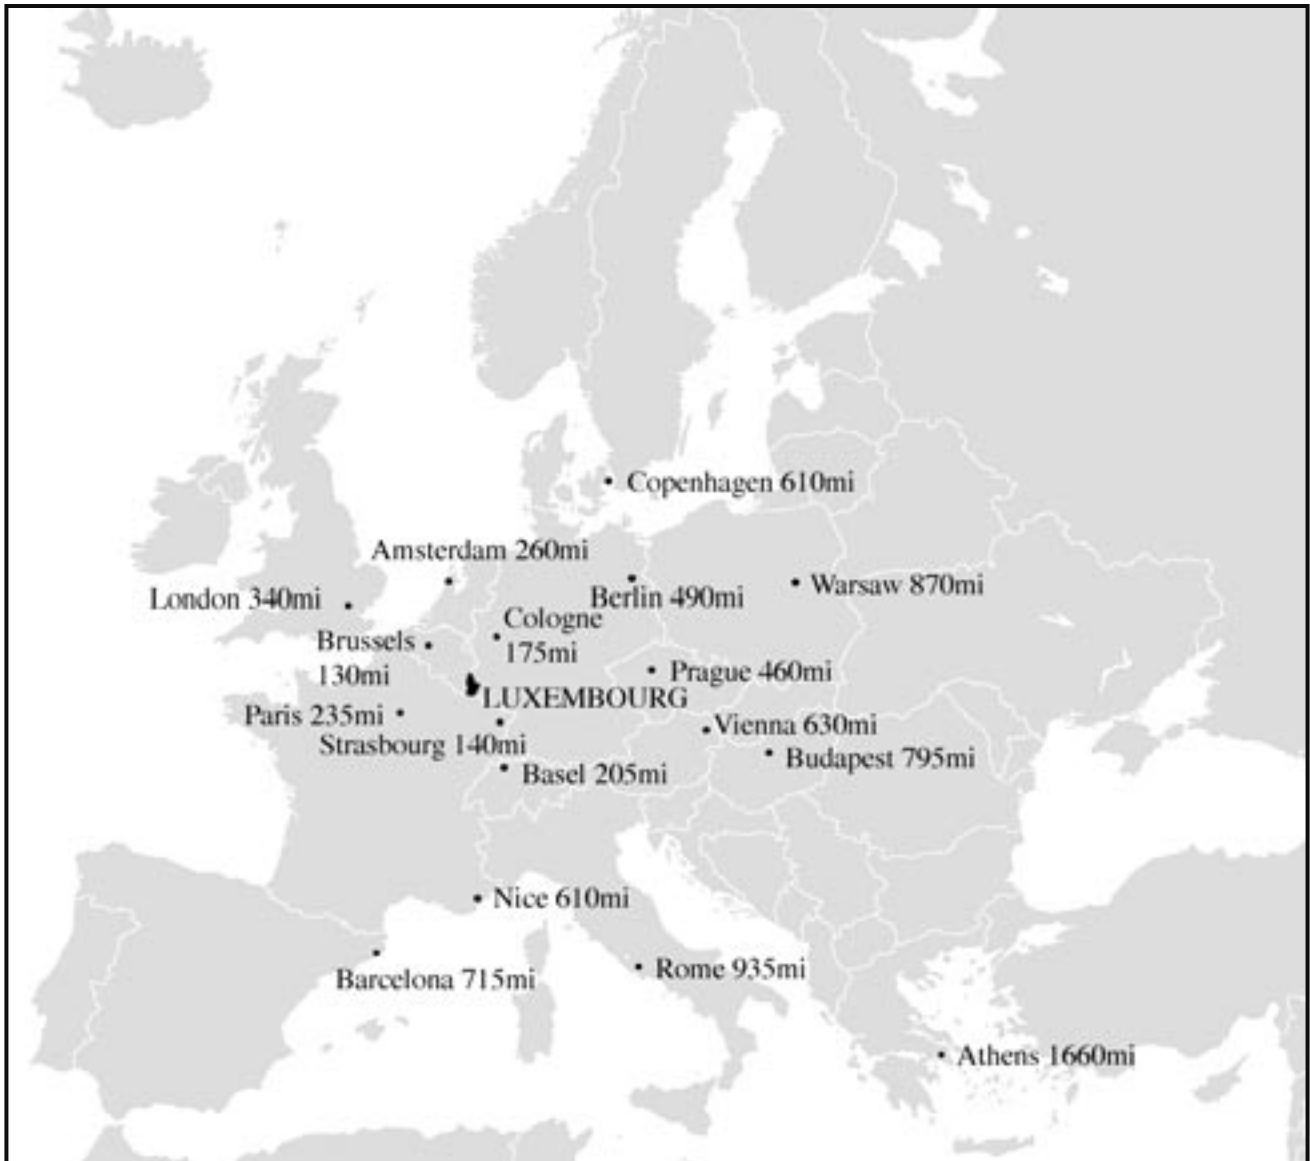 Copenhagen 610mi
Amsterdam 260mi
Warsaw 870mi
London 340mi
Berlin 490mi
Cologne
175mi
Brussels
130mi
Prague 460mi
LUXEMBOURG
Paris 235mi
Vienna 630mi
Strasbourg 140mi
Budapest 795mi
Basel 205mi
Nice 610mi
Rome 935mi
Barcelona 715mi
Athens 1660mi